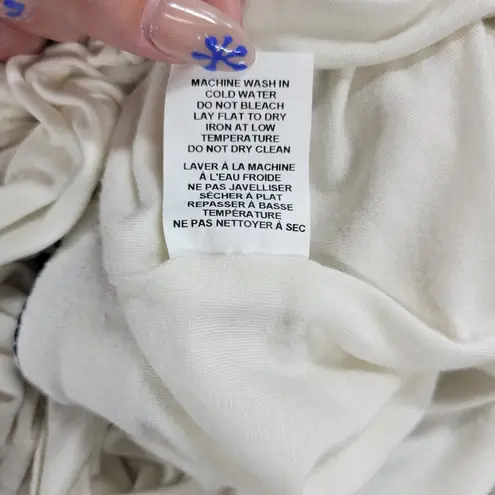 MACHINE WASH IN
COLD WATER
DO NOT BLEACH
LAY FLAT TO DRY
IRON AT LOW
TEMPERATURE
DO NOT DRY CLEAN
LAVER À LA MACHINE
À L'EAU FROIDE
NE PAS JAVELLISER
SÉCHER À PLAT
REPASSER À BASSE
TEMPÉRATURE
NE PAS NETTOYER À SEC